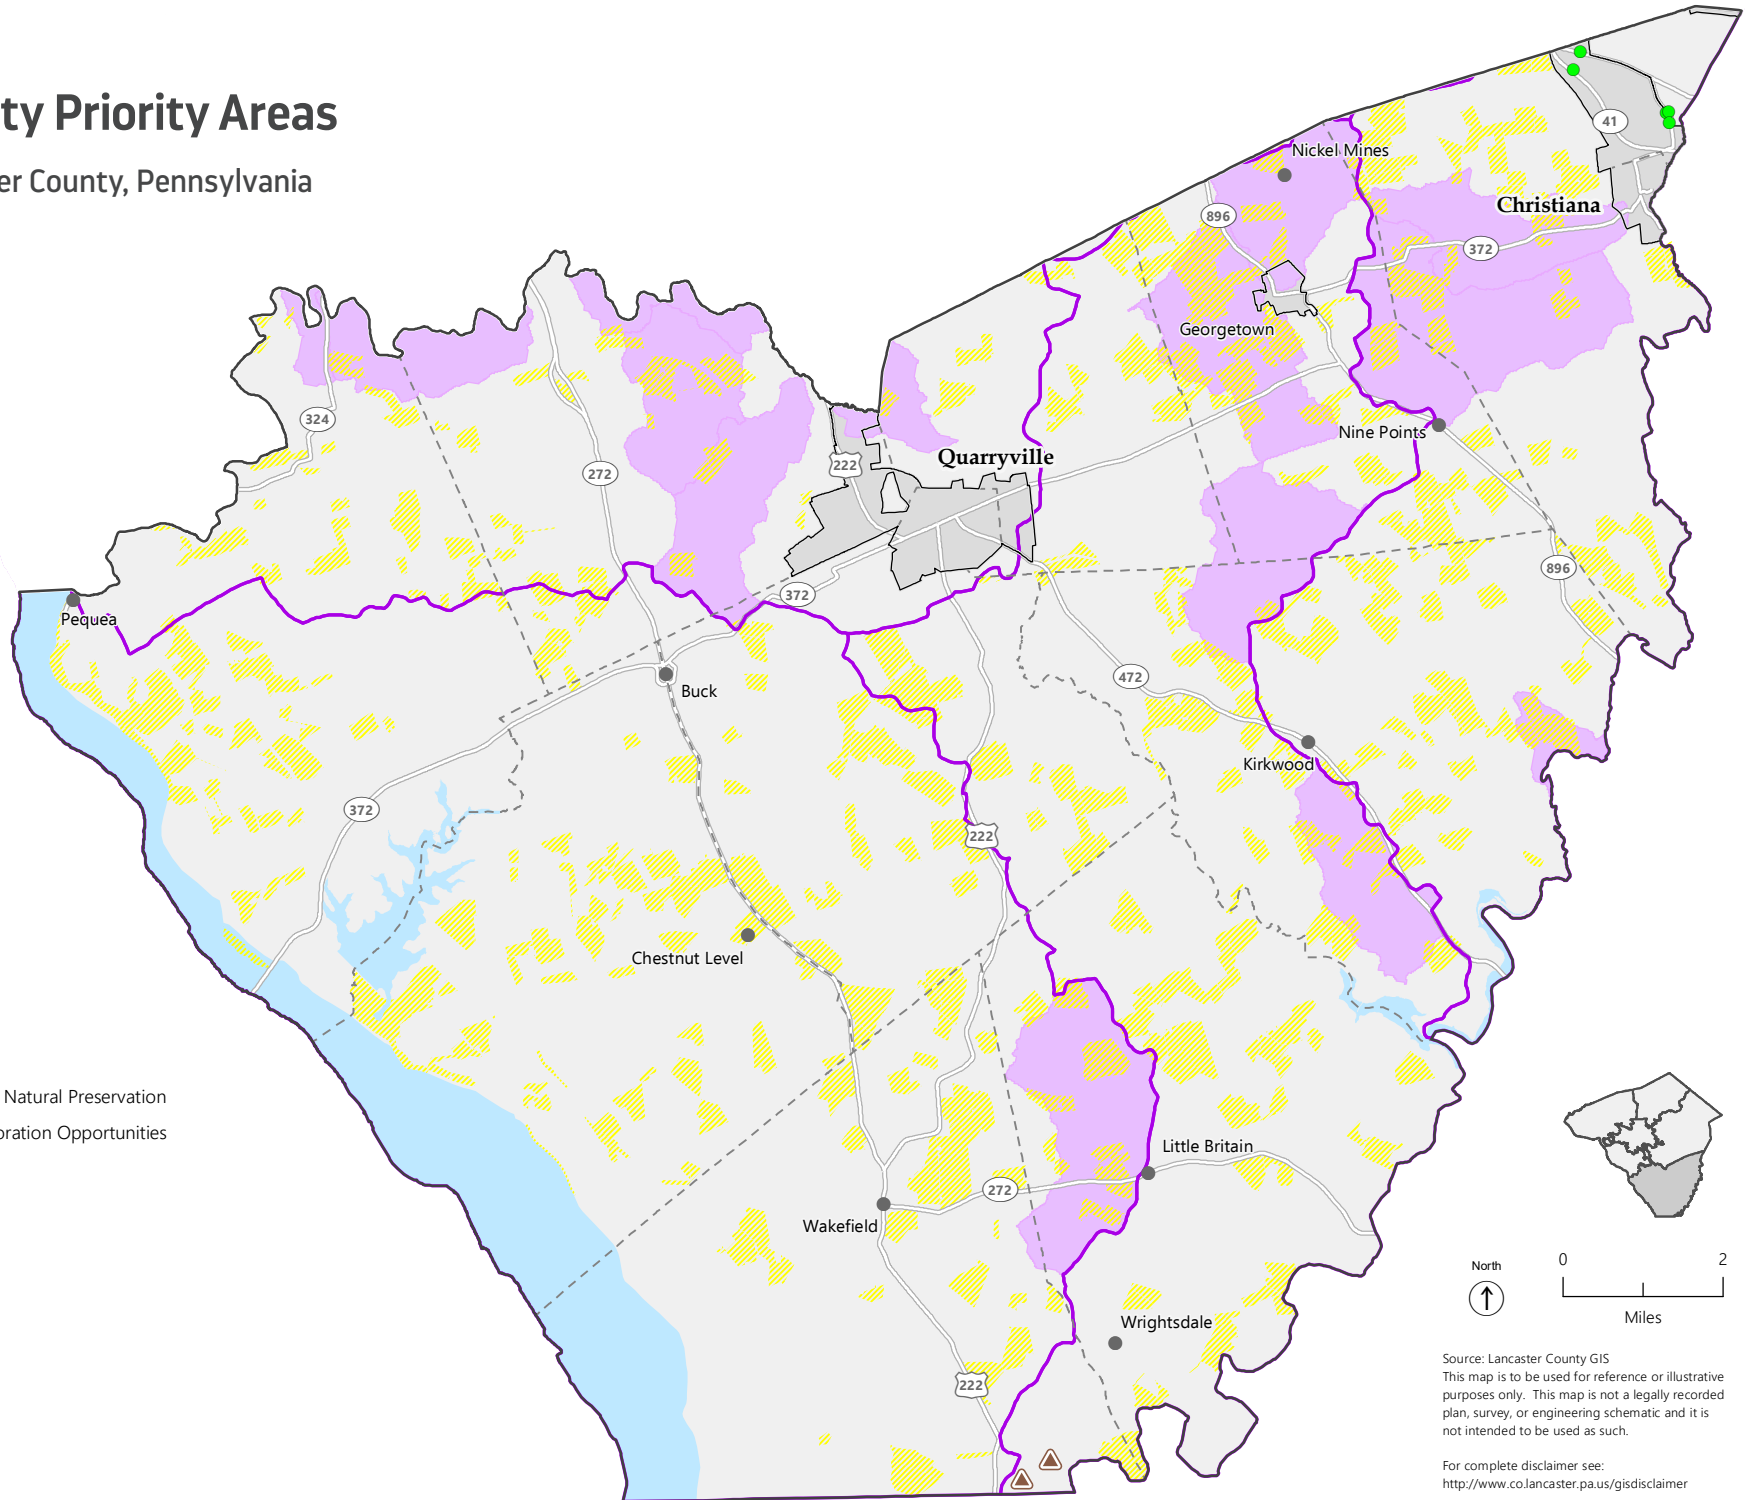 ty Priority Areas
er County, Pennsylvania
Nickel Mines
41
Christiana
896
372
Georgetown
324
Nine Points
272
222
Quarryville
372
896
Pequea
Buck
472
Kirkwood
372
222
Chestnut Level
Natural Preservation
oration Opportunities
Little Britain
272
Wakefield
Wrightsdale
222
North
0 2
Miles
Source: Lancaster County GIS
This map is to be used for reference or illustrative
purposes only. This map is not a legally recorded
plan, survey, or engineering schematic and it is
not intended to be used as such.
For complete disclaimer see:
http://www.co.lancaster.pa.us/gisdisclaimer